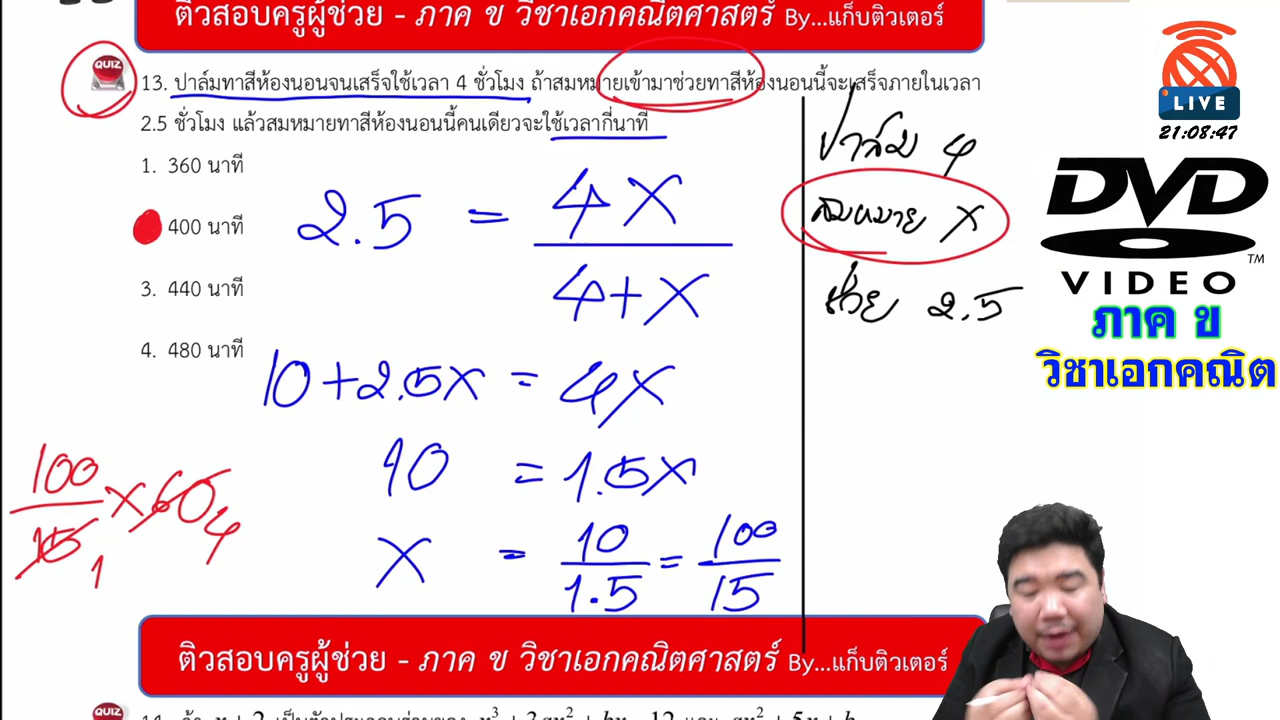 ติวสอบครูผู้ช่วย - ภาค ข วิชาเอกคณิตศาสตร์ By...แก็บติวเตอร์
QUIZ
13. ปาล์มทาสีห้องนอนจนเสร็จใช้เวลา 4 ชั่วโมง ถ้าสมหมายเข้ามาช่วยทาสีห้องนอนนี้จะเสร็จภายในเวลา
2.5 ชั่วโมง แล้วสมหมายทาสีห้องนอนนี้คนเดียวจะใช้เวลากี่นาที
1. 360 นาที
400 นาที
3. 440 นาที
4. 480 นาที
2.5 = 4X / 4+X
10+2.5X = 4X
10 = 1.5X
X = 10/1.5 = 100/15
100/15 X 60 4
1
ปาล์ม 4
สมหมาย X
ช่วย 2.5
LIVE
21:08:47
DVD
VIDEO
TM
ภาค ข
วิชาเอกคณิต
ติวสอบครูผู้ช่วย - ภาค ข วิชาเอกคณิตศาสตร์ By...แก็บติวเตอร์
QUIZ